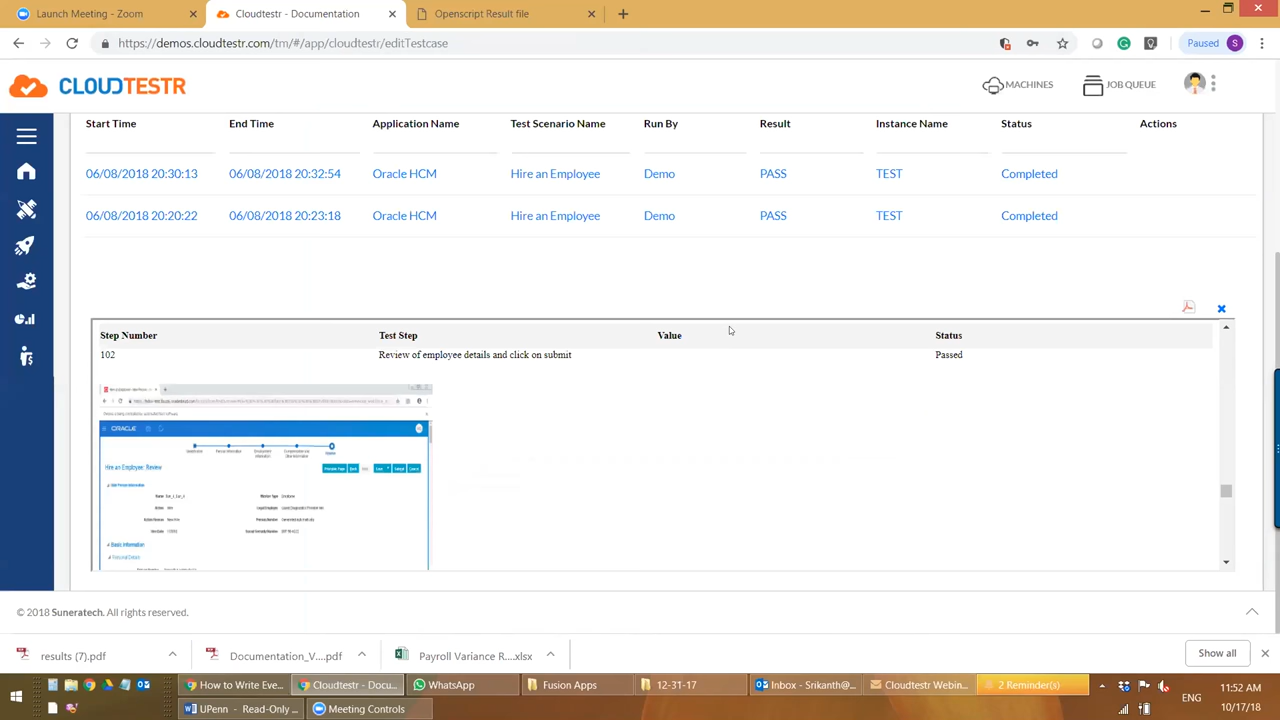 Launch Meeting - Zoom
Cloudtestr - Documentation
Openscript Result file
https://demos.cloudtestr.com/tm/#/app/cloudtestr/editTestcase
Paused S
CLOUDTESTR
MACHINES
JOB QUEUE
Start Time End Time Application Name Test Scenario Name Run By Result Instance Name Status Actions
06/08/2018 20:30:13 06/08/2018 20:32:54 Oracle HCM Hire an Employee Demo PASS TEST Completed
06/08/2018 20:20:22 06/08/2018 20:23:18 Oracle HCM Hire an Employee Demo PASS TEST Completed
Step Number Test Step Value Status
102 Review of employee details and click on submit Passed
ORACLE
Hire an Employee: Review
Basic Information
© 2018 Suneratech. All rights reserved.
results (7).pdf
Documentation_V....pdf
Payroll Variance R....xlsx
Show all
How to Write Eve...
Cloudtestr - Docu...
WhatsApp
Fusion Apps
12-31-17
Inbox - Srikanth@...
Cloudtestr Webin...
2 Reminder(s)
ENG
11:52 AM
10/17/18
UPenn - Read-Only ...
Meeting Controls